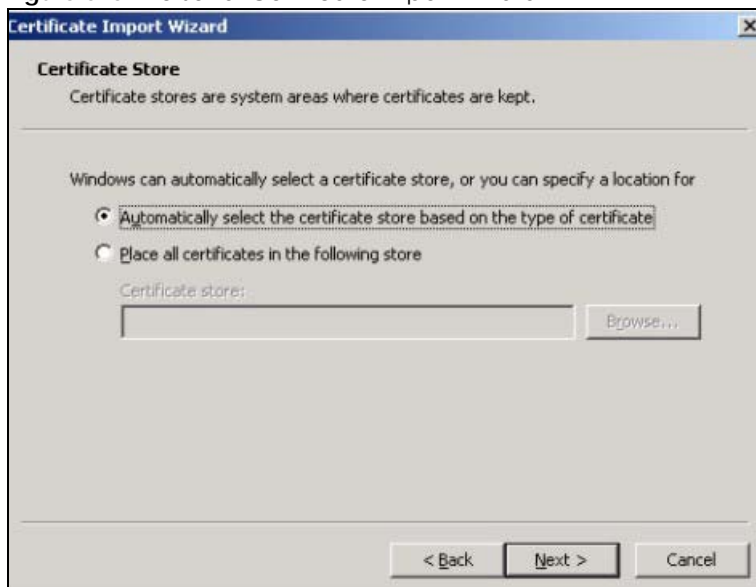 Certificate Import Wizard
Certificate Store
Certificate stores are system areas where certificates are kept.
Windows can automatically select a certificate store, or you can specify a location for
Automatically select the certificate store based on the type of certificate
Place all certificates in the following store
Certificate store:
Browse...
< Back
Next >
Cancel